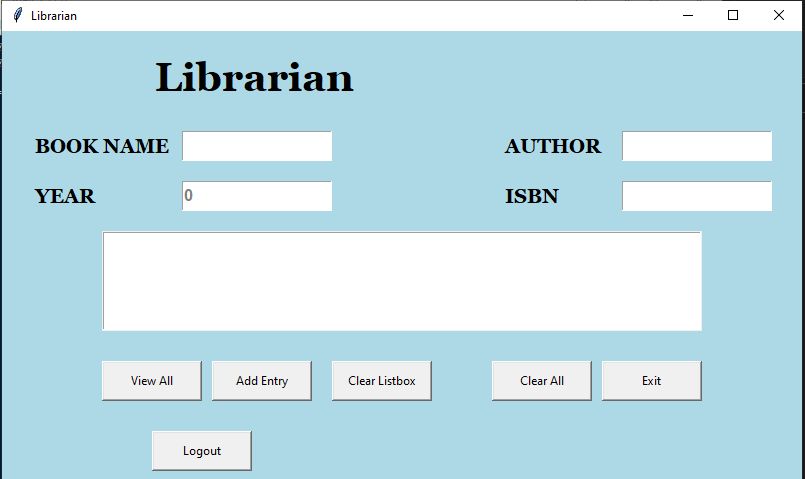 Librarian
Librarian
BOOK NAME AUTHOR
YEAR 0 ISBN
View All Add Entry Clear Listbox Clear All Exit
Logout